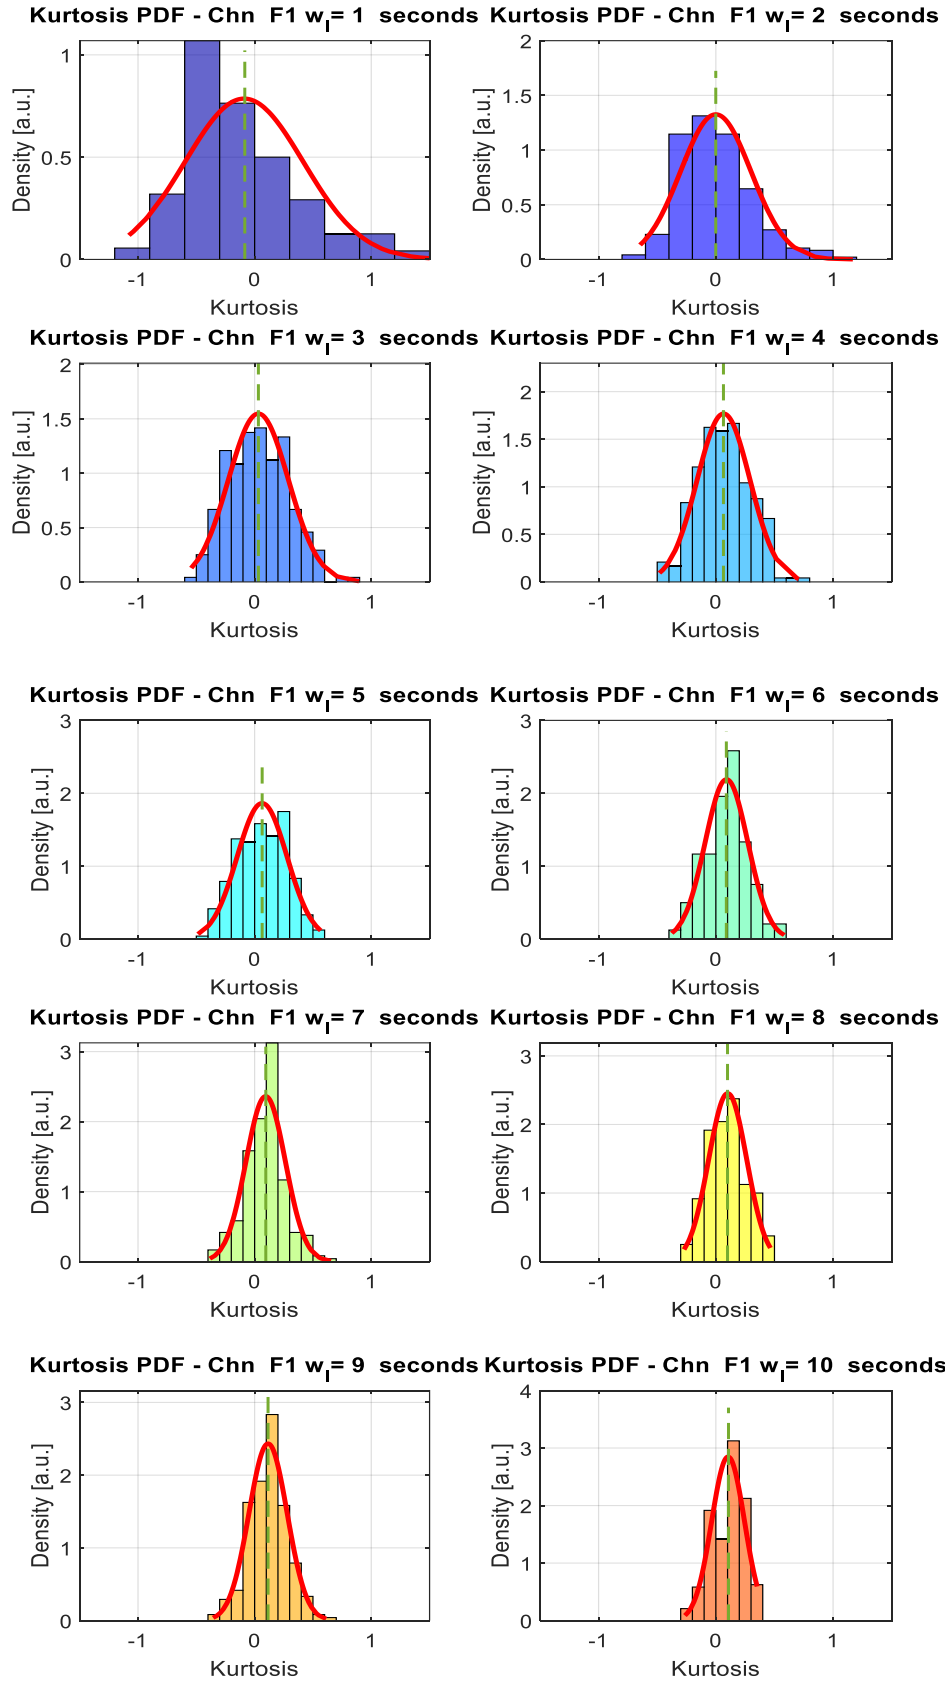 Kurtosis PDF - Chn F1 w_l= 1 seconds
Density [a.u.]
1
0.5
0
-1 0 1
Kurtosis
Kurtosis PDF - Chn F1 w_l= 2 seconds
Density [a.u.]
2
1.5
1
0.5
0
-1 0 1
Kurtosis
Kurtosis PDF - Chn F1 w_l= 3 seconds
Density [a.u.]
2
1.5
1
0.5
0
-1 0 1
Kurtosis
Kurtosis PDF - Chn F1 w_l= 4 seconds
Density [a.u.]
2
1.5
1
0.5
0
-1 0 1
Kurtosis
Kurtosis PDF - Chn F1 w_l= 5 seconds
Density [a.u.]
3
2
1
0
-1 0 1
Kurtosis
Kurtosis PDF - Chn F1 w_l= 6 seconds
Density [a.u.]
3
2
1
0
-1 0 1
Kurtosis
Kurtosis PDF - Chn F1 w_l= 7 seconds
Density [a.u.]
3
2
1
0
-1 0 1
Kurtosis
Kurtosis PDF - Chn F1 w_l= 8 seconds
Density [a.u.]
3
2
1
0
-1 0 1
Kurtosis
Kurtosis PDF - Chn F1 w_l= 9 seconds
Density [a.u.]
3
2
1
0
-1 0 1
Kurtosis
Kurtosis PDF - Chn F1 w_l= 10 seconds
Density [a.u.]
4
3
2
1
0
-1 0 1
Kurtosis